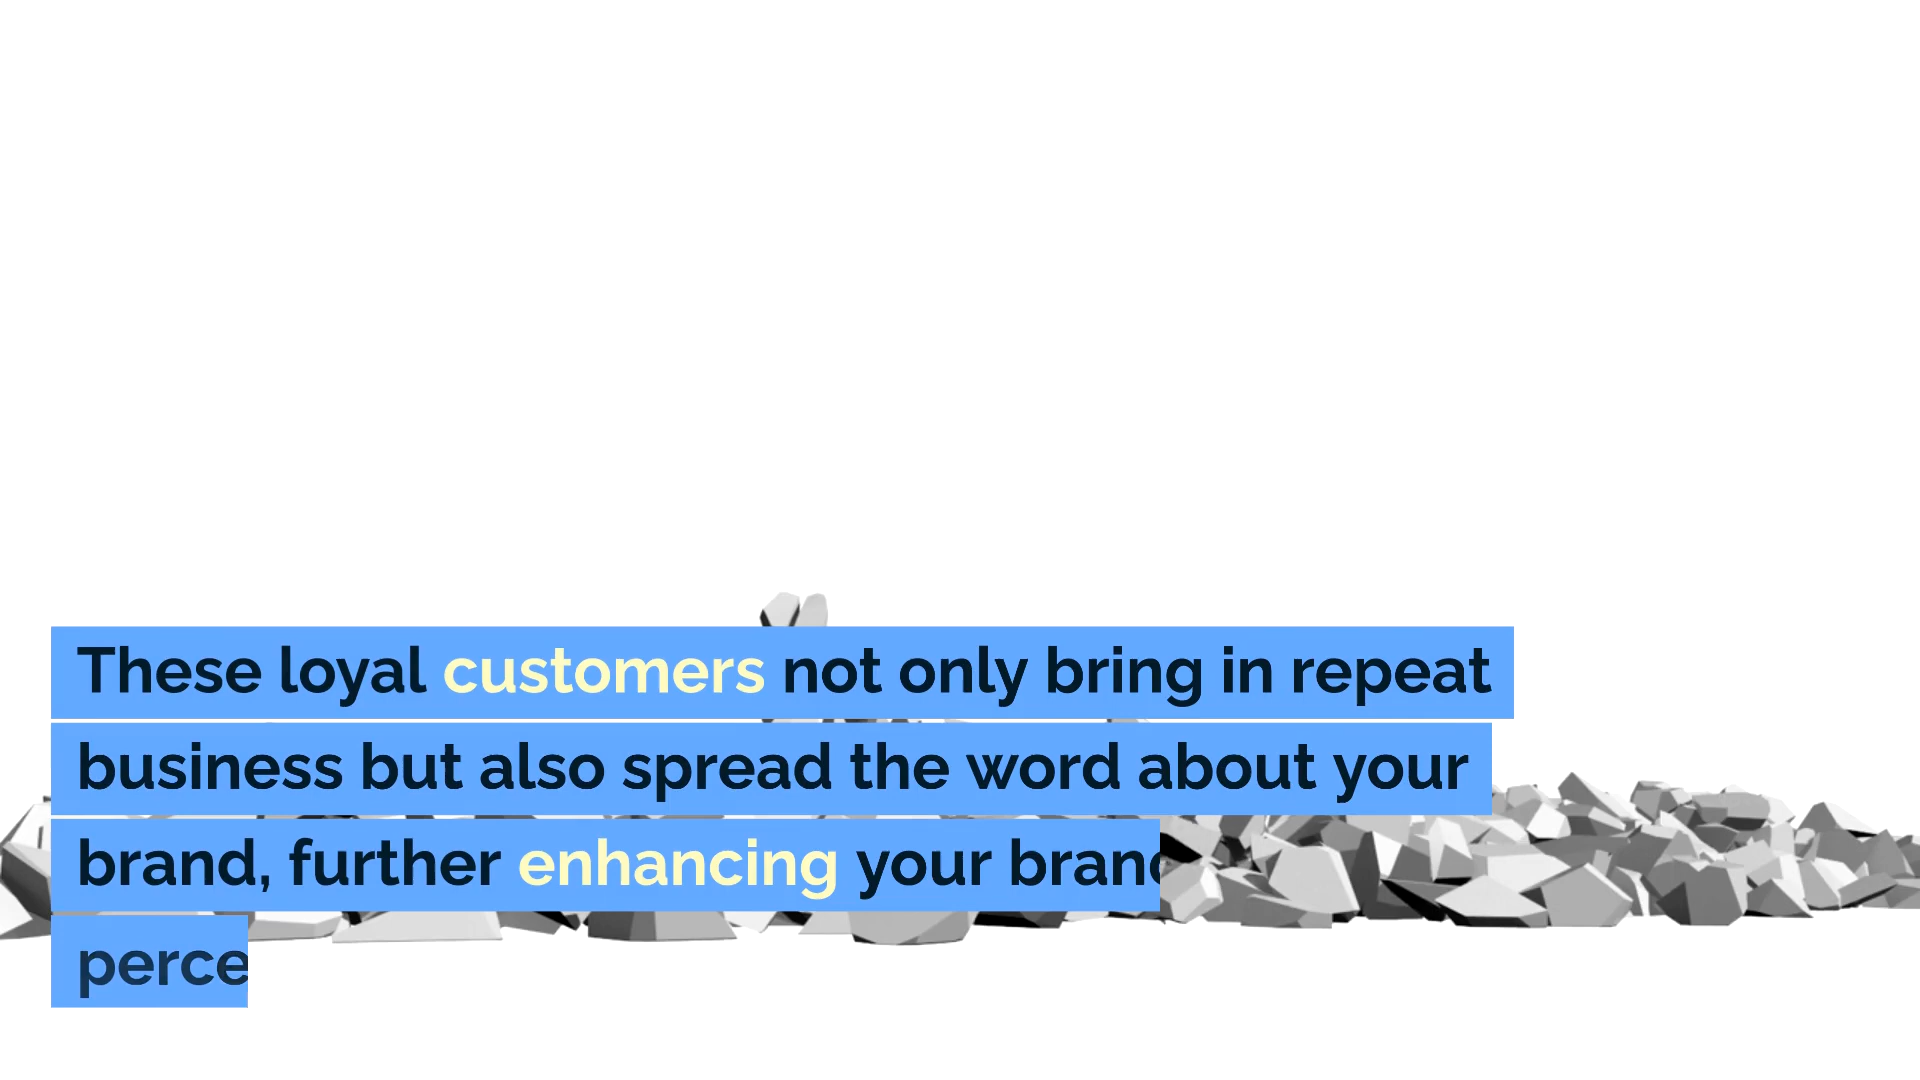 These loyal customers not only bring in repeat
business but also spread the word about your
brand, further enhancing your brand
perce